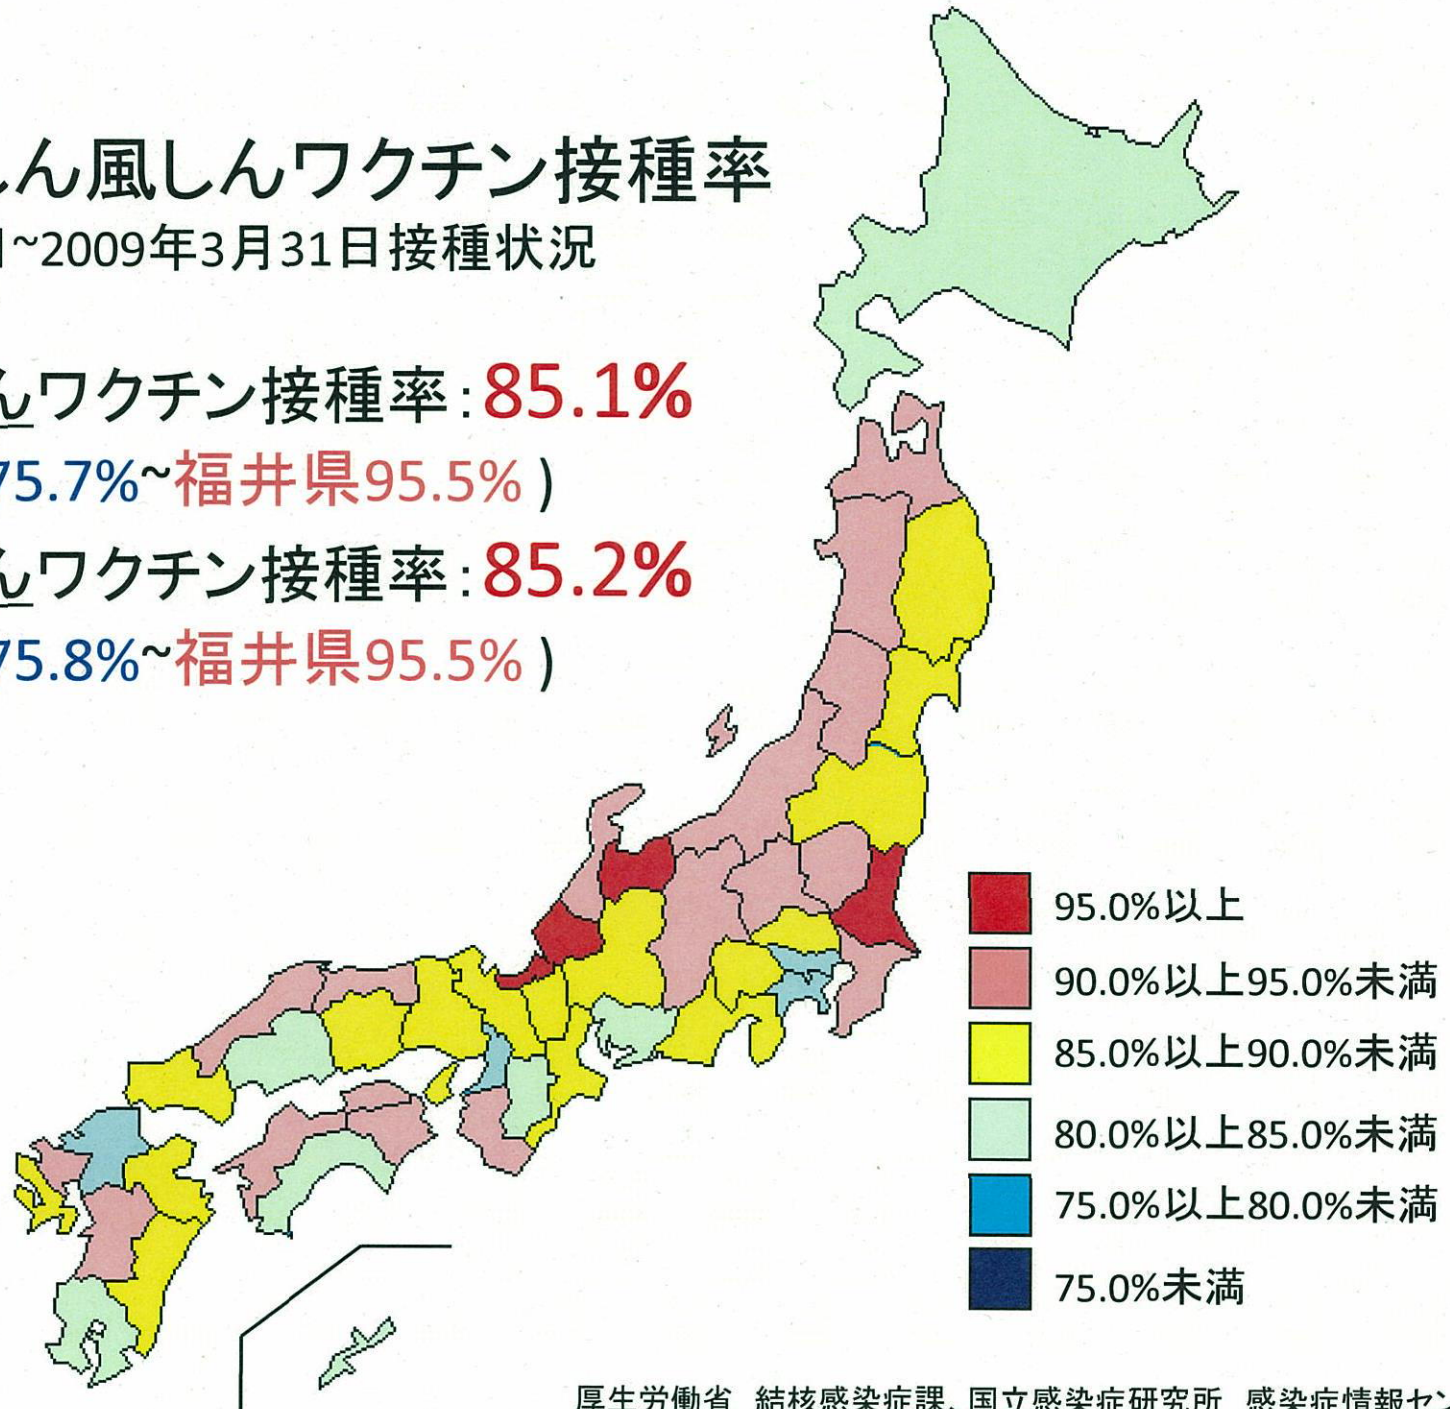 しん風しんワクチン接種率
日~2009年3月31日接種状況
んワクチン接種率:85.1%
75.7%~福井県95.5% )
んワクチン接種率:85.2%
75.8%~福井県95.5% )
95.0%以上
90.0%以上95.0%未満
85.0%以上90.0%未満
80.0%以上85.0%未満
75.0%以上80.0%未満
75.0%未満
厚生労働省 結核感染症課、国立感染症研究所 感染症情報セン